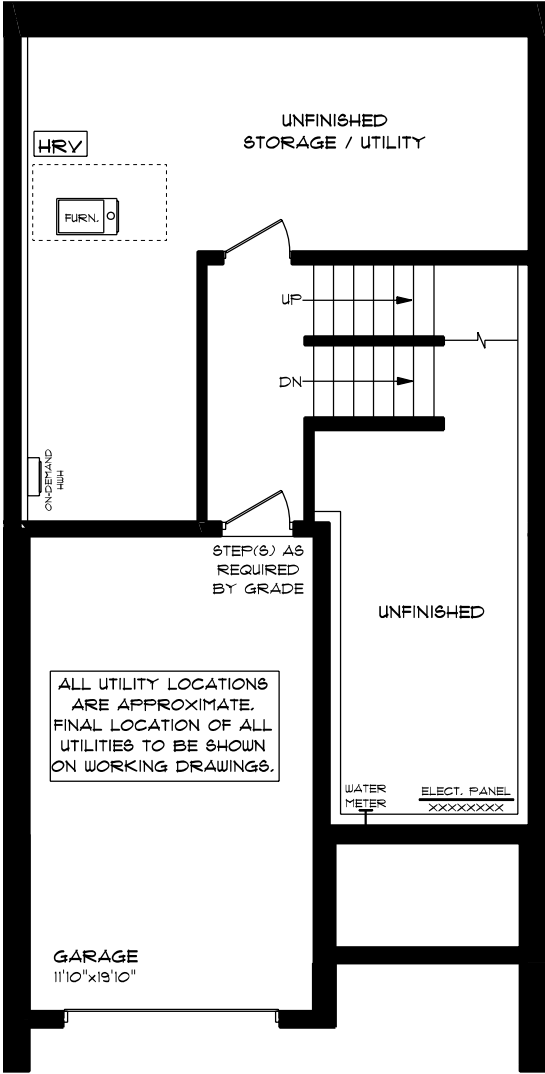 UNFINISHED
STORAGE / UTILITY
HRV
FURN.
UP
DN
ON-DEMAND
HWH
STEP(S) AS
REQUIRED
BY GRADE
UNFINISHED
ALL UTILITY LOCATIONS
ARE APPROXIMATE.
FINAL LOCATION OF ALL
UTILITIES TO BE SHOWN
ON WORKING DRAWINGS.
WATER
METER
ELECT. PANEL
XXXXXXXX
GARAGE
11'10"x19'10"